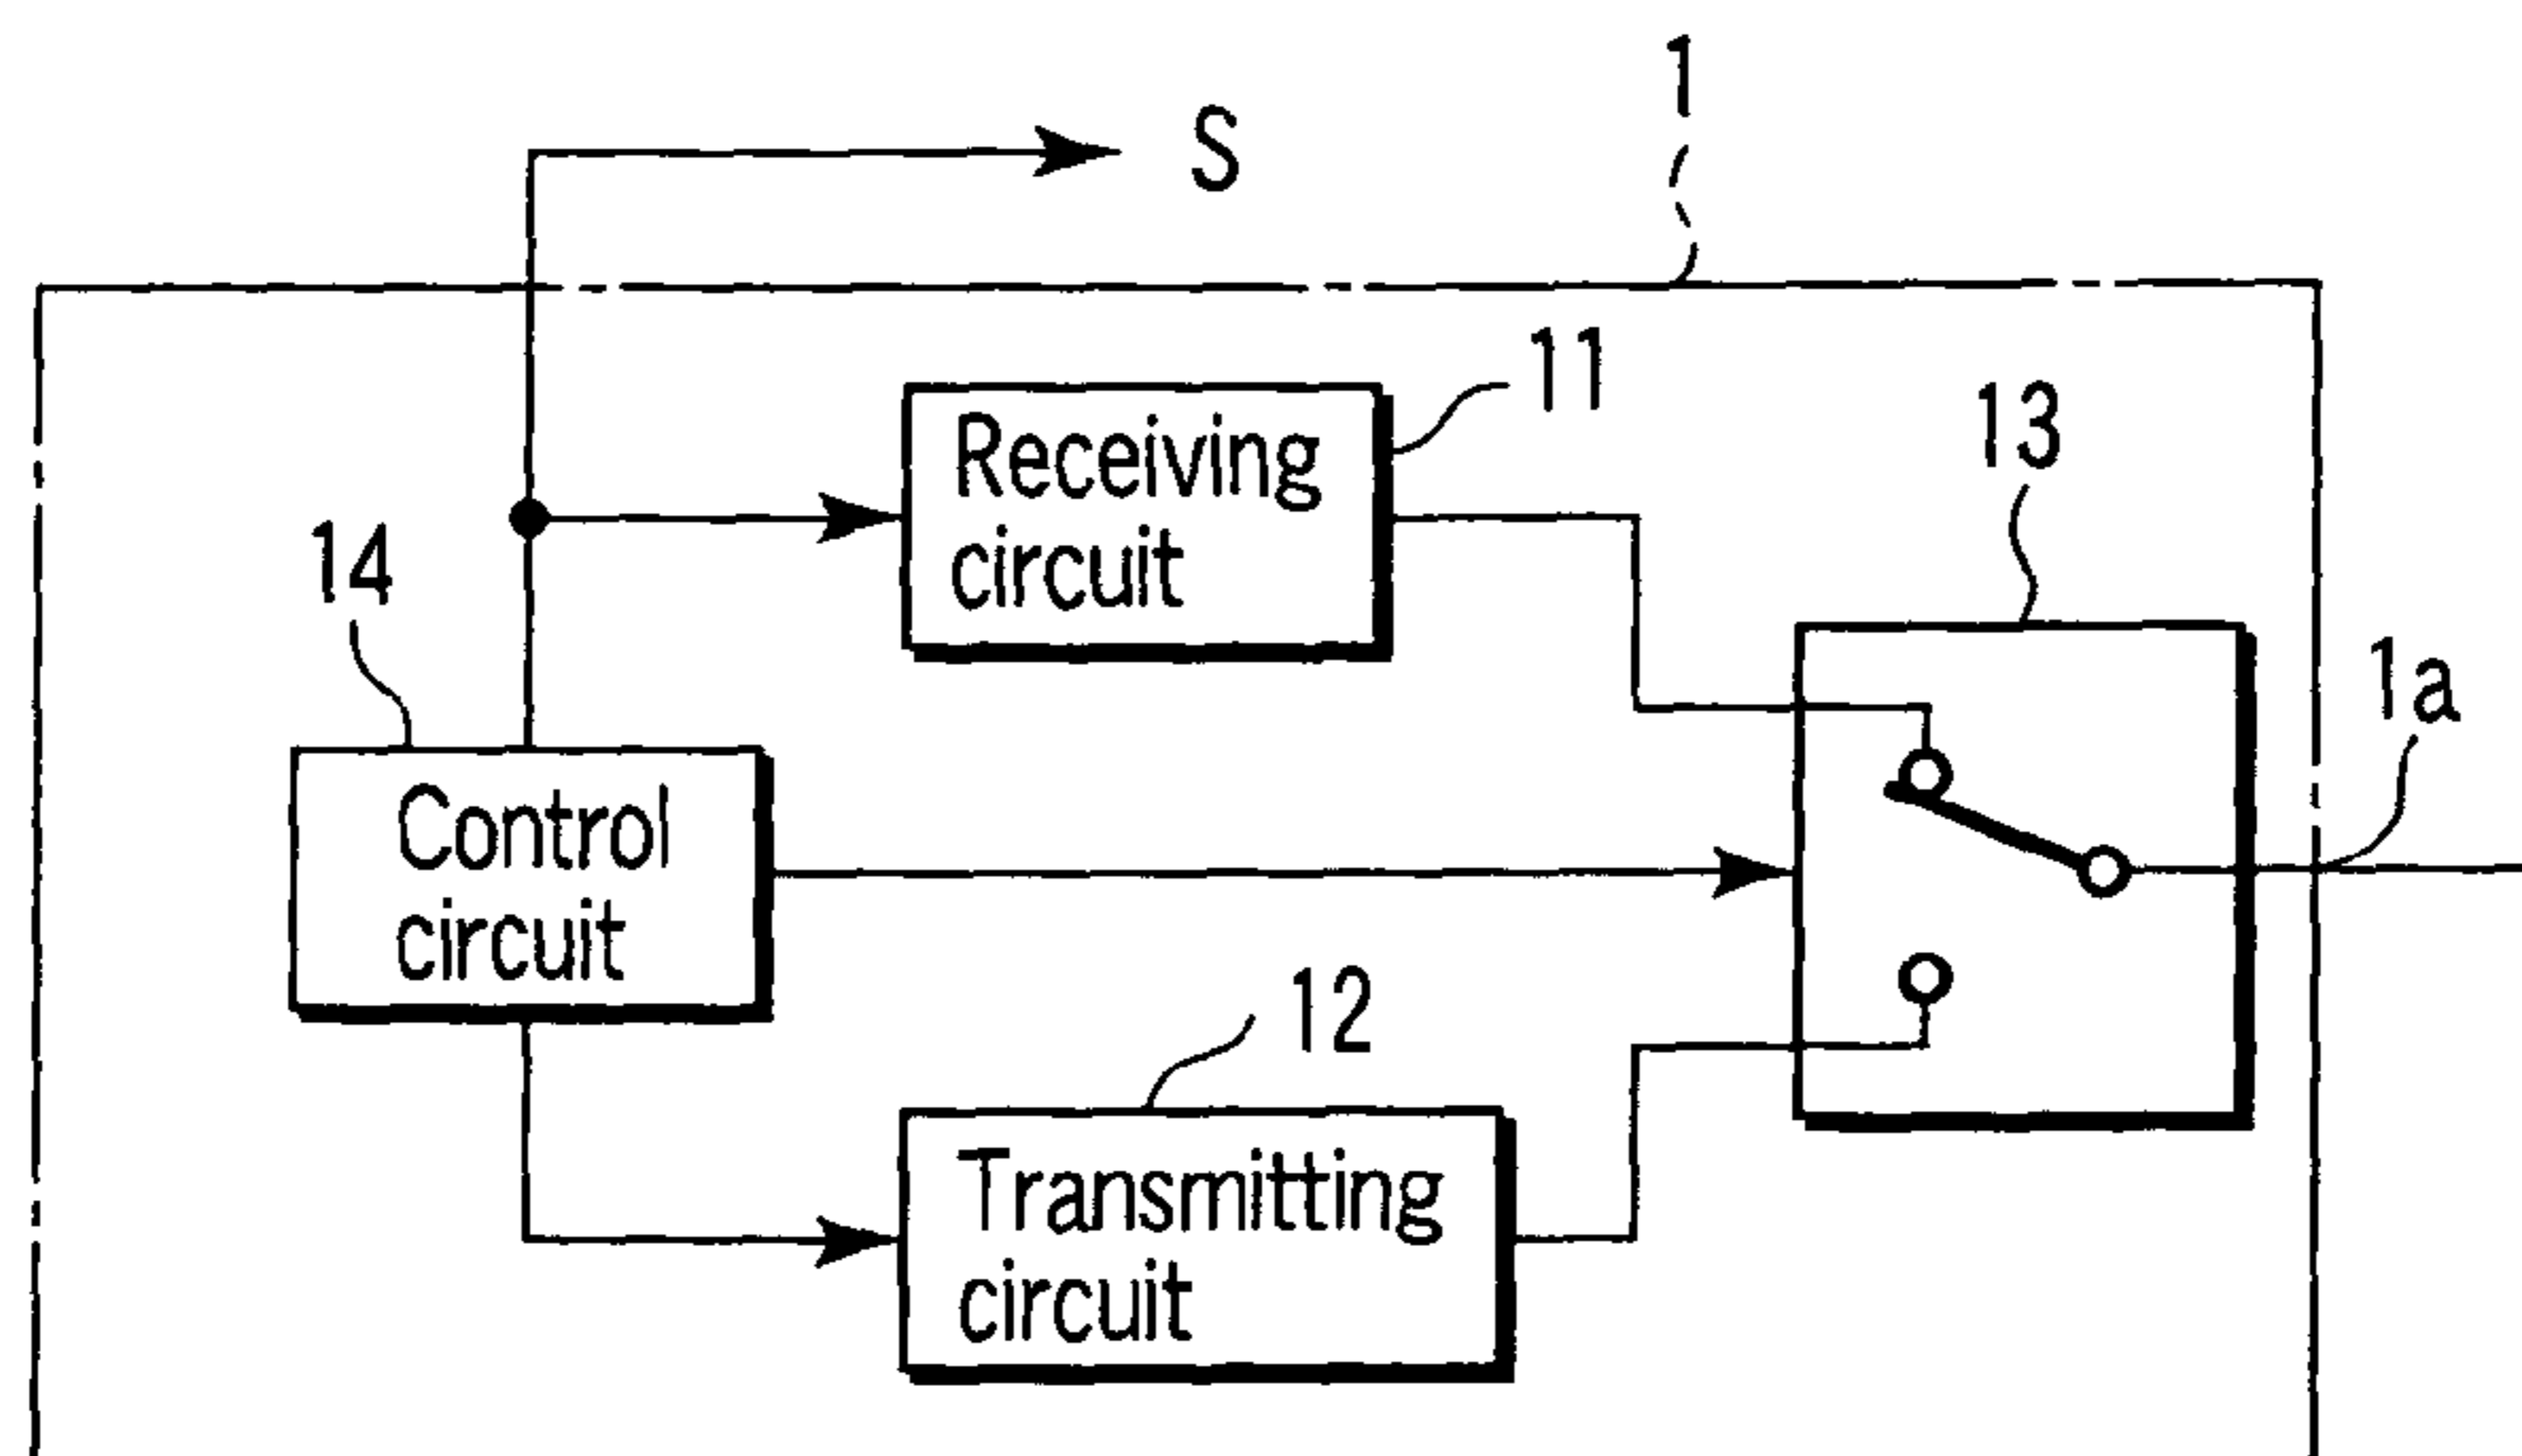 1
S
11
Receiving
circuit
13
14
1a
Control
circuit
12
Transmitting
circuit